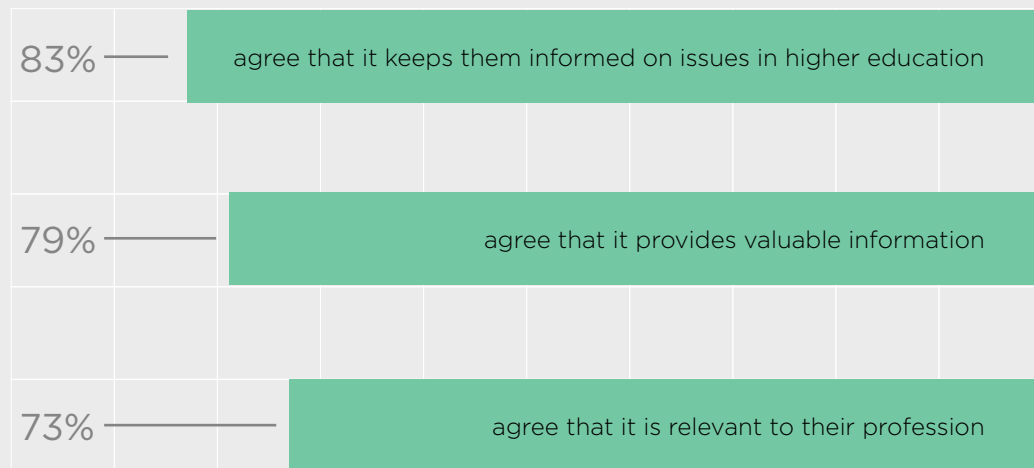 83% agree that it keeps them informed on issues in higher education
79% agree that it provides valuable information
73% agree that it is relevant to their profession